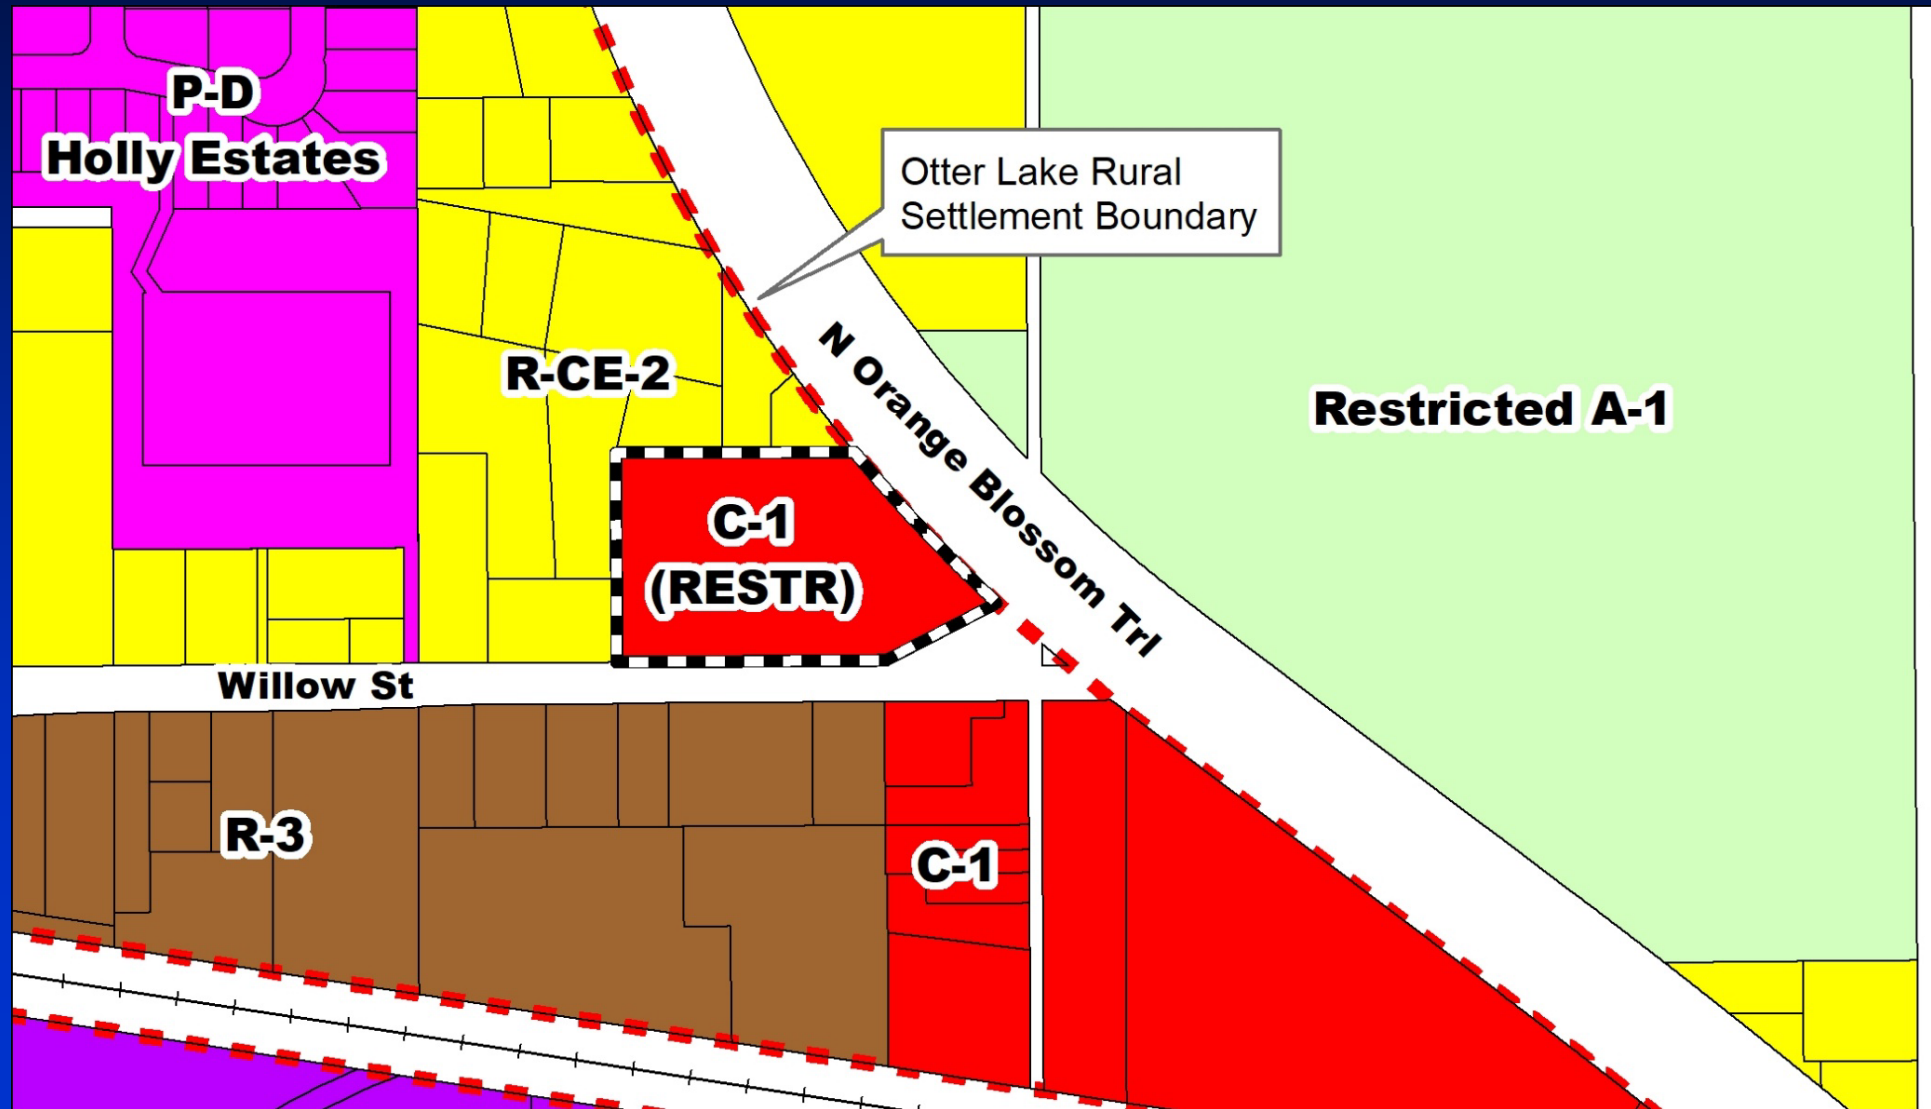 P-D
Holly Estates
Otter Lake Rural
Settlement Boundary
R-CE-2
N Orange Blossom Trl
Restricted A-1
C-1
(RESTR)
Willow St
R-3
C-1